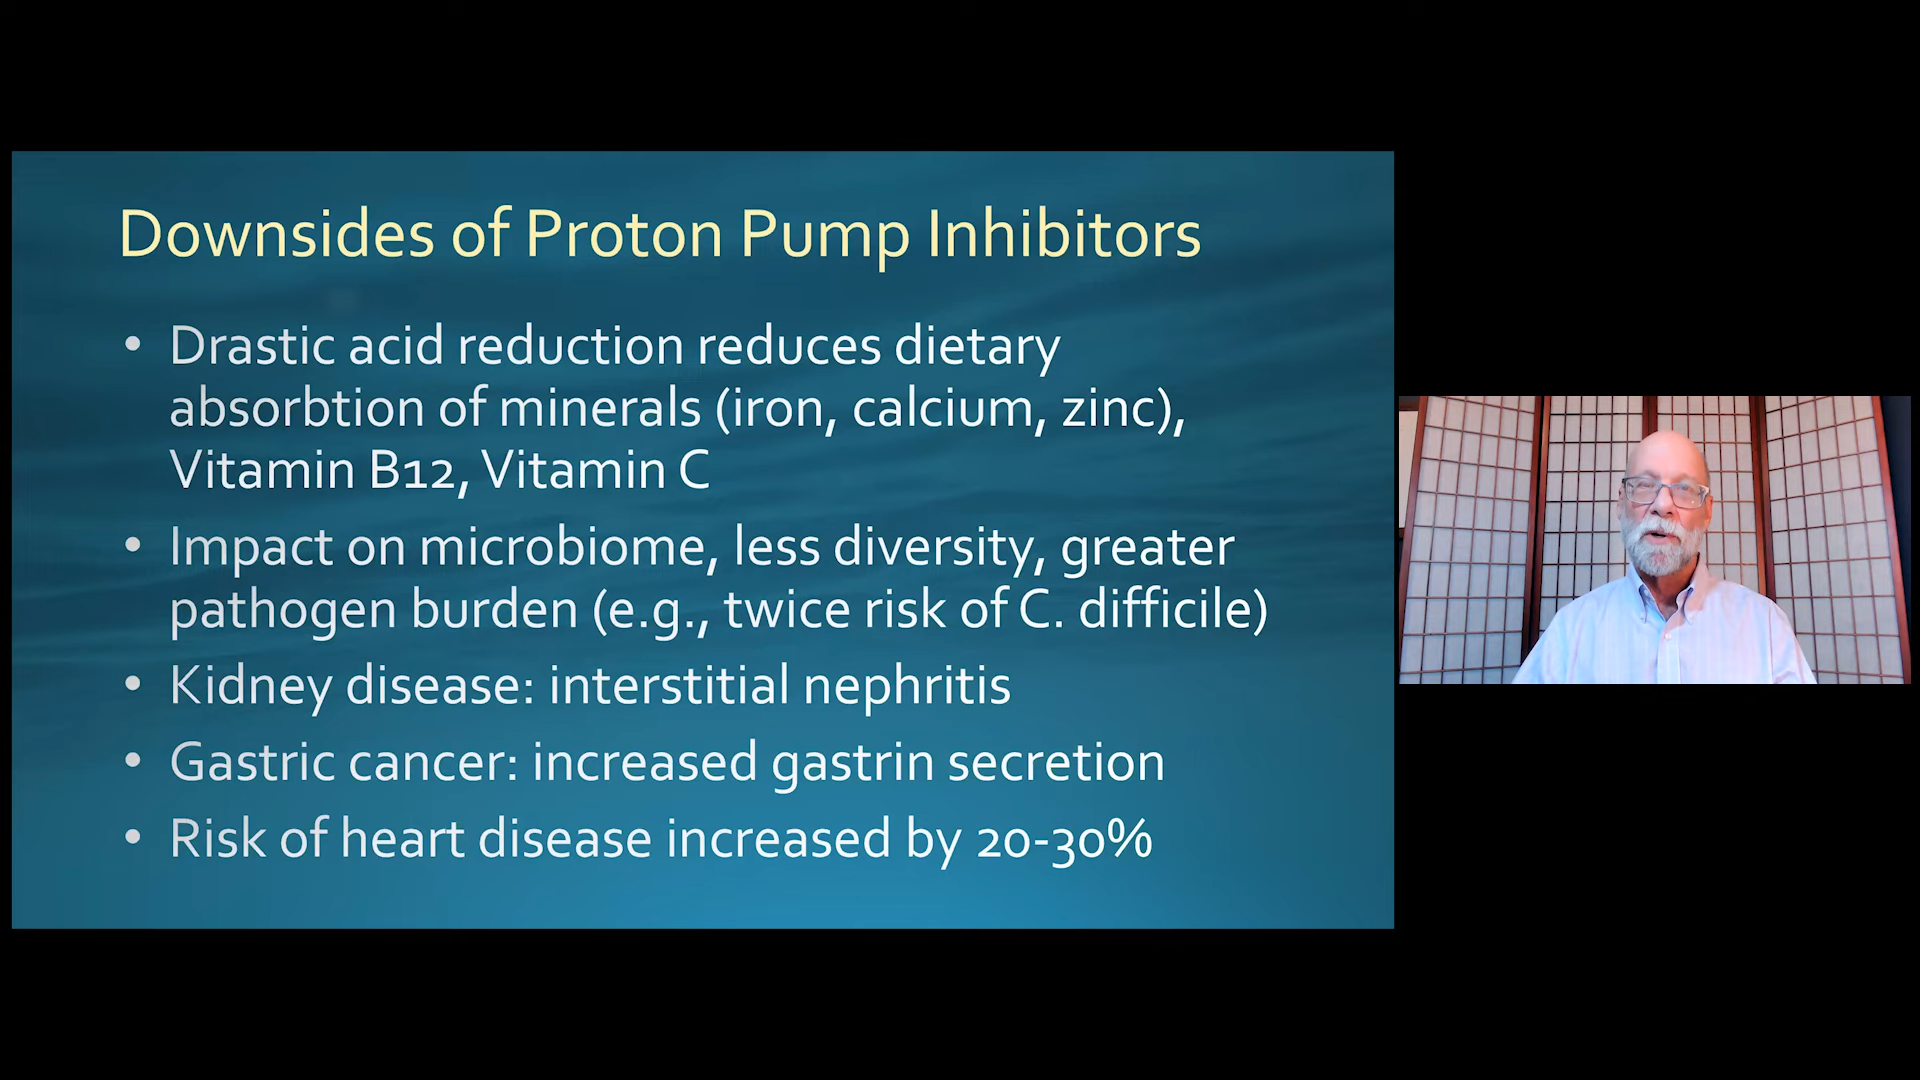 Downsides of Proton Pump Inhibitors
• Drastic acid reduction reduces dietary
absorbtion of minerals (iron, calcium, zinc),
Vitamin B12, Vitamin C
• Impact on microbiome, less diversity, greater
pathogen burden (e.g., twice risk of C. difficile)
• Kidney disease: interstitial nephritis
• Gastric cancer: increased gastrin secretion
• Risk of heart disease increased by 20-30%